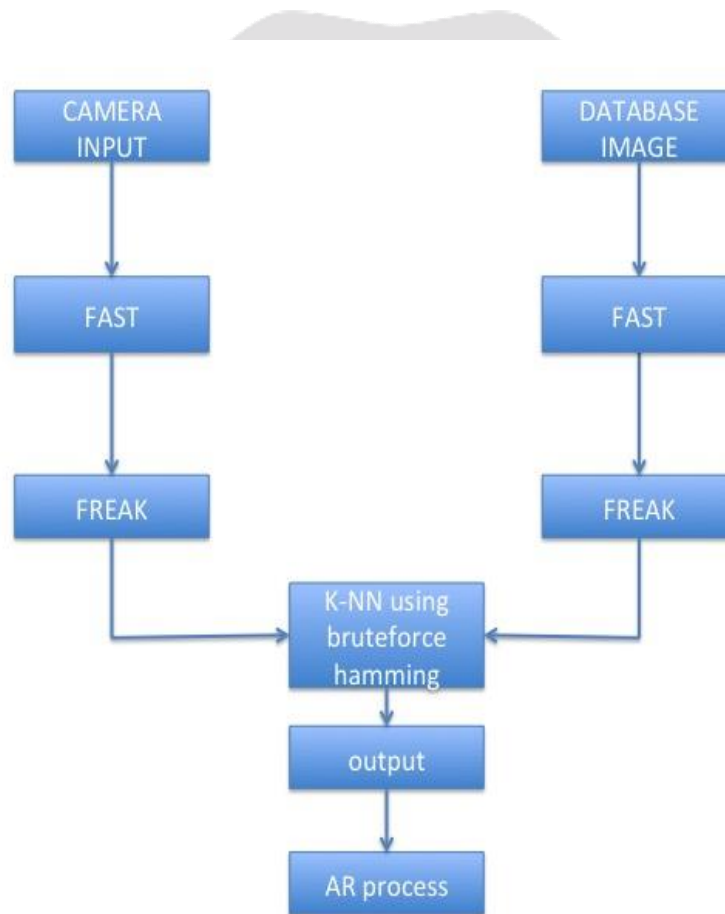 CAMERA
INPUT
DATABASE
IMAGE
FAST
FAST
FREAK
FREAK
K-NN using
bruteforce
hamming
output
AR process